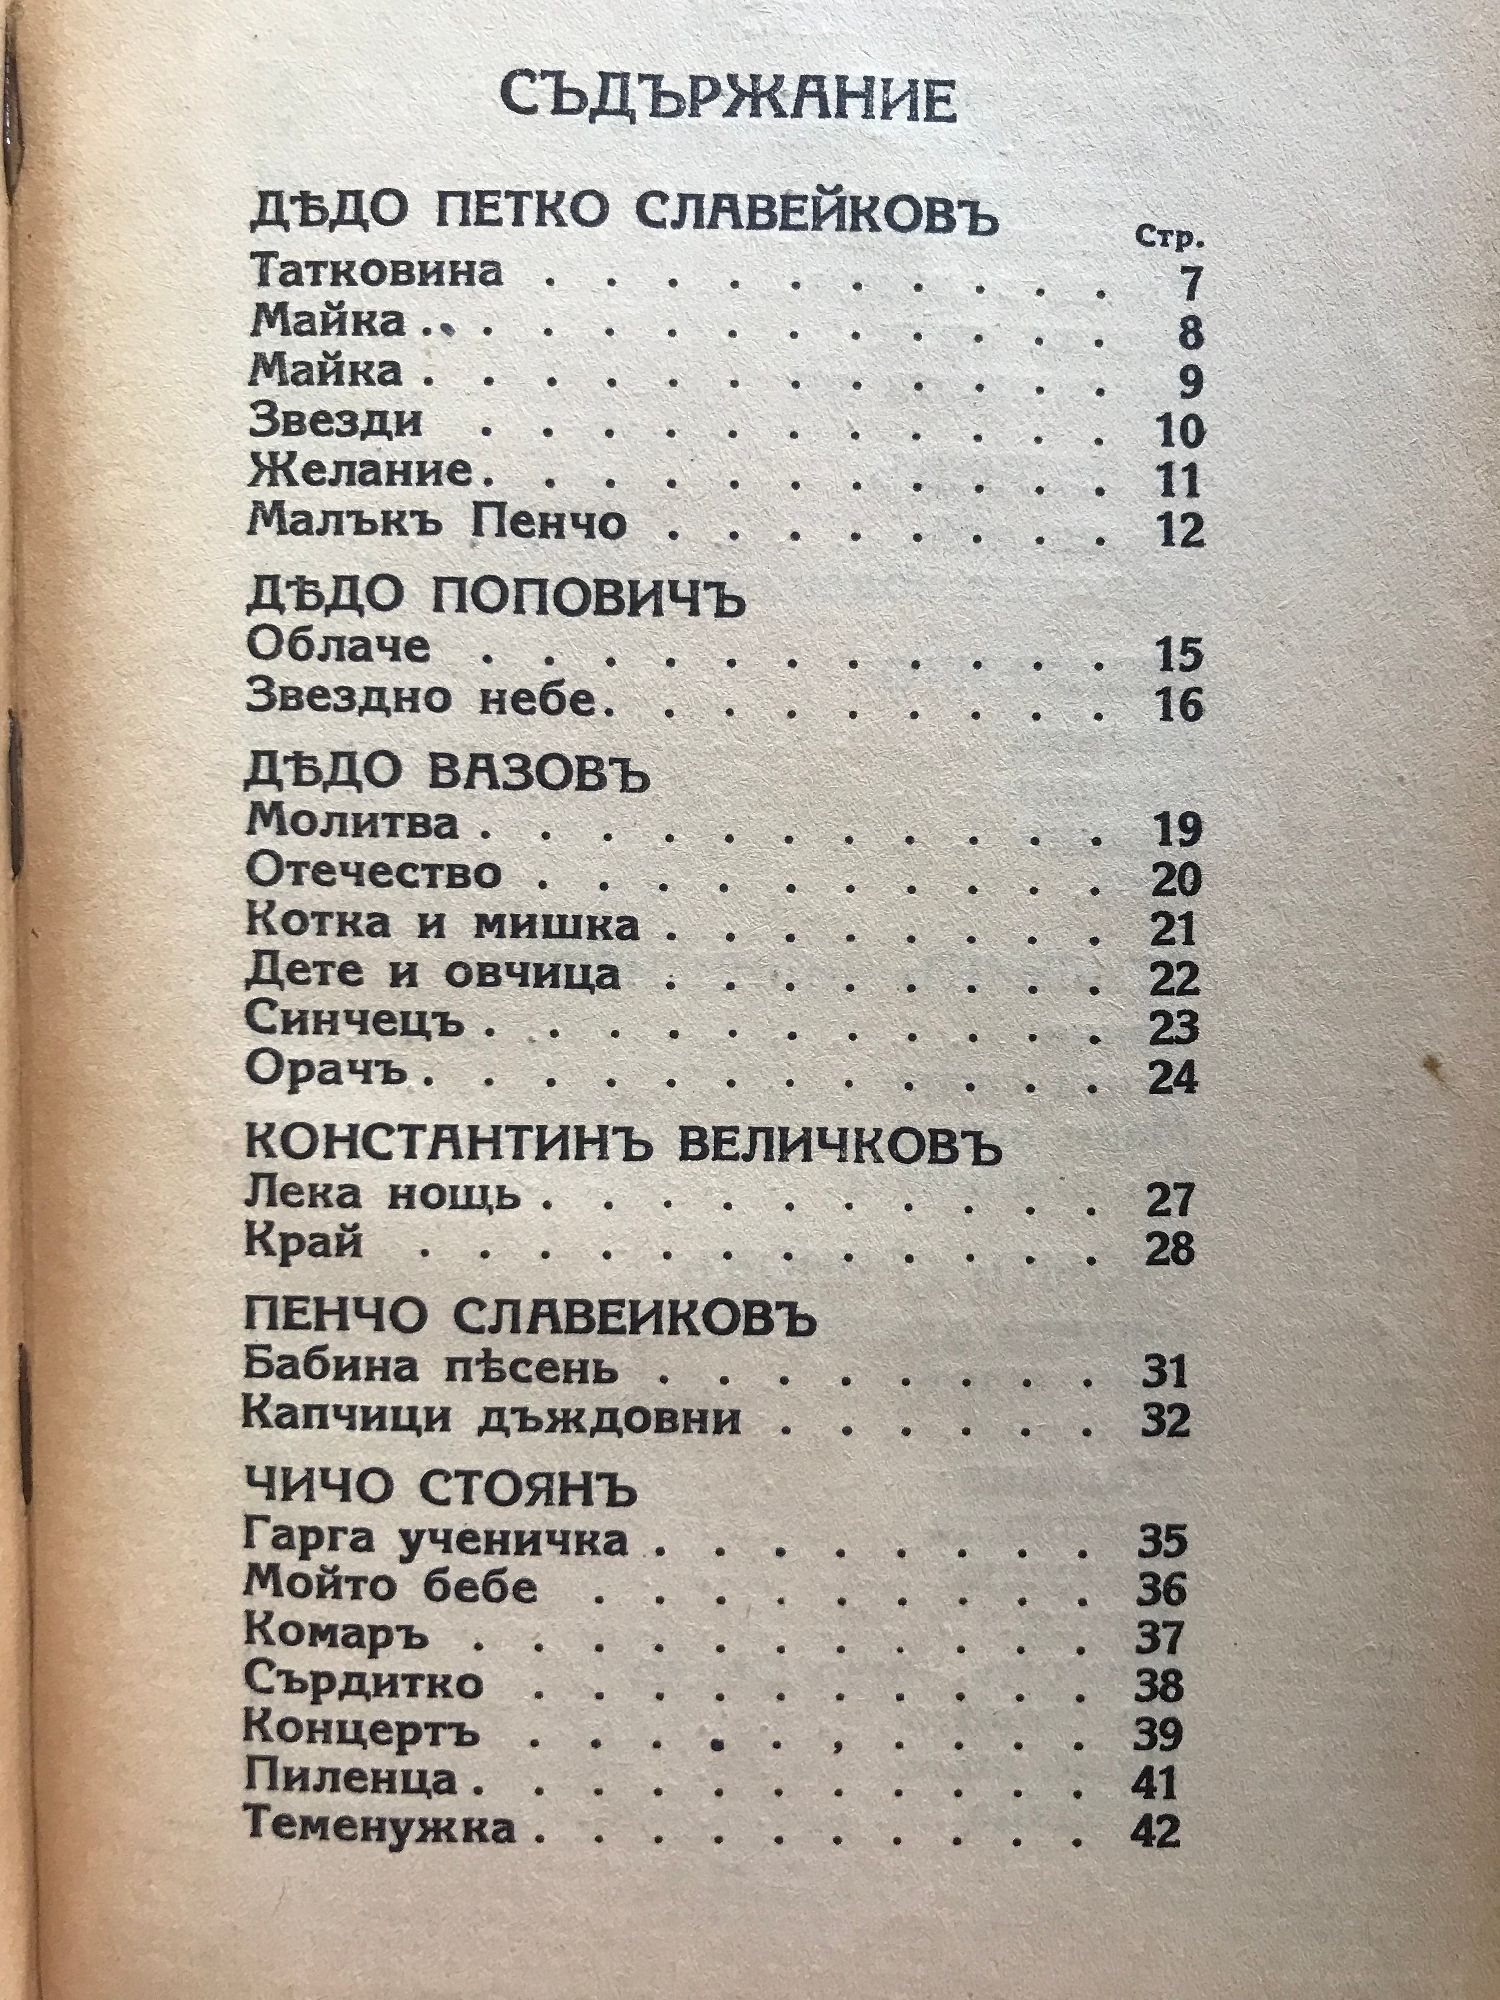 СЪДЪРЖАНИЕ
ДѢДО ПЕТКО СЛАВЕЙКОВЪ
Стр.
Татковина . . . . . . . . . . 7
Майка . . . . . . . . . . . . 8
Майка . . . . . . . . . . . . 9
Звезди . . . . . . . . . . . 10
Желание . . . . . . . . . . . 11
Малъкъ Пенчо . . . . . . . . 12
ДѢДО ПОПОВИЧЪ
Облаче . . . . . . . . . . . 15
Звездно небе . . . . . . . . . 16
ДѢДО ВАЗОВЪ
Молитва . . . . . . . . . . . 19
Отечество . . . . . . . . . . 20
Котка и мишка . . . . . . . . 21
Дете и овчица . . . . . . . . 22
Синчецъ . . . . . . . . . . . 23
Орачъ . . . . . . . . . . . . 24
КОНСТАНТИНЪ ВЕЛИЧКОВЪ
Лека нощь . . . . . . . . . . 27
Край . . . . . . . . . . . . 28
ПЕНЧО СЛАВЕИКОВЪ
Бабина пѣсень . . . . . . . . 31
Капчици дъждовни . . . . . . 32
ЧИЧО СТОЯНЪ
Гарга ученичка . . . . . . . . 35
Мойто бебе . . . . . . . . . 36
Комаръ . . . . . . . . . . . 37
Сърдитко . . . . . . . . . . 38
Концертъ . . . . . , . . . . 39
Пиленца . . . . . . . . . . . 41
Теменужка . . . . . . . . . . 42